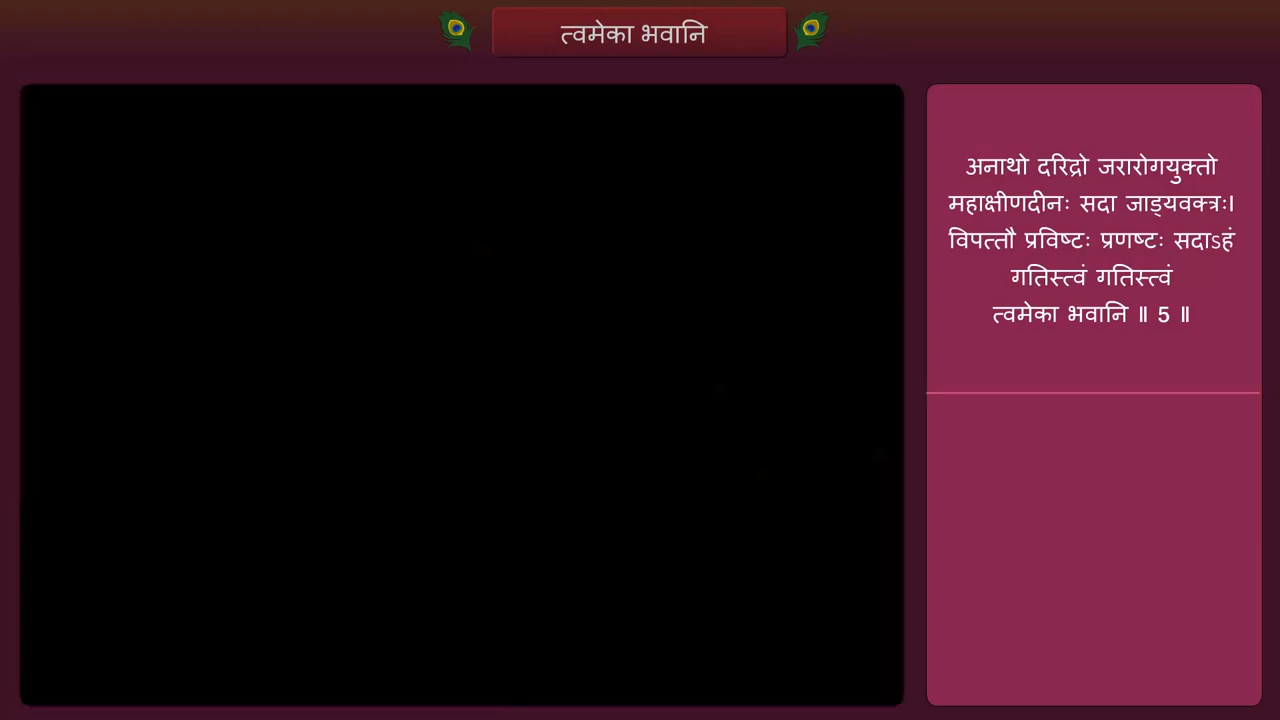 त्वमेका भवानि
अनाथो दरिद्रो जरारोगयुक्तो
महाक्षीणदीनः सदा जाड्यवक्त्रः।
विपत्तौ प्रविष्टः प्रणष्टः सदाऽहं
गतिस्त्वं गतिस्त्वं
त्वमेका भवानि ॥ 5 ॥